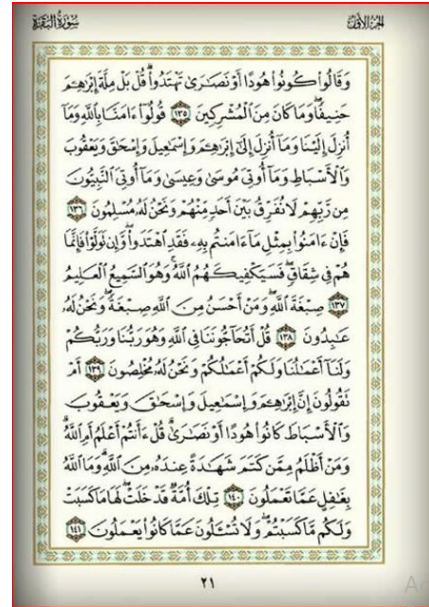 سُورَةُ البَقَرَةِ
الجُزْءُ الأَوَّلُ
وَقَالُوا۟ كُونُوا۟ هُودًا أَوْ نَصَـٰرَىٰ تَهْتَدُوا۟ۗ قُلْ بَلْ مِلَّةَ إِبْرَٰهِـۧمَ
حَنِيفًاۖ وَمَا كَانَ مِنَ ٱلْمُشْرِكِينَ ١٣٥ قُولُوٓا۟ ءَامَنَّا بِٱللَّهِ وَمَآ
أُنزِلَ إِلَيْنَا وَمَآ أُنزِلَ إِلَىٰٓ إِبْرَٰهِـۧمَ وَإِسْمَـٰعِيلَ وَإِسْحَـٰقَ وَيَعْقُوبَ
وَٱلْأَسْبَاطِ وَمَآ أُوتِىَ مُوسَىٰ وَعِيسَىٰ وَمَآ أُوتِىَ ٱلنَّبِيُّونَ
مِن رَّبِّهِمْ لَا نُفَرِّقُ بَيْنَ أَحَدٍ مِّنْهُمْ وَنَحْنُ لَهُۥ مُسْلِمُونَ ١٣٦
فَإِنْ ءَامَنُوا۟ بِمِثْلِ مَآ ءَامَنتُم بِهِۦ فَقَدِ ٱهْتَدَوا۟ۖ وَّإِن تَوَلَّوْا۟ فَإِنَّمَا
هُمْ فِى شِقَاقٍۖ فَسَيَكْفِيكَهُمُ ٱللَّهُۚ وَهُوَ ٱلسَّمِيعُ ٱلْعَلِيمُ
١٣٧ صِبْغَةَ ٱللَّهِۖ وَمَنْ أَحْسَنُ مِنَ ٱللَّهِ صِبْغَةًۖ وَنَحْنُ لَهُۥ
عَـٰبِدُونَ ١٣٨ قُلْ أَتُحَآجُّونَنَا فِى ٱللَّهِ وَهُوَ رَبُّنَا وَرَبُّكُمْ
وَلَنَآ أَعْمَـٰلُنَا وَلَكُمْ أَعْمَـٰلُكُمْ وَنَحْنُ لَهُۥ مُخْلِصُونَ ١٣٩ أَمْ
تَقُولُونَ إِنَّ إِبْرَٰهِـۧمَ وَإِسْمَـٰعِيلَ وَإِسْحَـٰقَ وَيَعْقُوبَ
وَٱلْأَسْبَاطَ كَانُوا۟ هُودًا أَوْ نَصَـٰرَىٰۗ قُلْ ءَأَنتُمْ أَعْلَمُ أَمِ ٱللَّهُۗ
وَمَنْ أَظْلَمُ مِمَّن كَتَمَ شَهَـٰدَةً عِندَهُۥ مِنَ ٱللَّهِۗ وَمَا ٱللَّهُ
بِغَـٰفِلٍ عَمَّا تَعْمَلُونَ ١٤٠ تِلْكَ أُمَّةٌ قَدْ خَلَتْۖ لَهَا مَا كَسَبَتْ
وَلَكُم مَّا كَسَبْتُمْۖ وَلَا تُسْـَٔلُونَ عَمَّا كَانُوا۟ يَعْمَلُونَ ١٤١
٢١